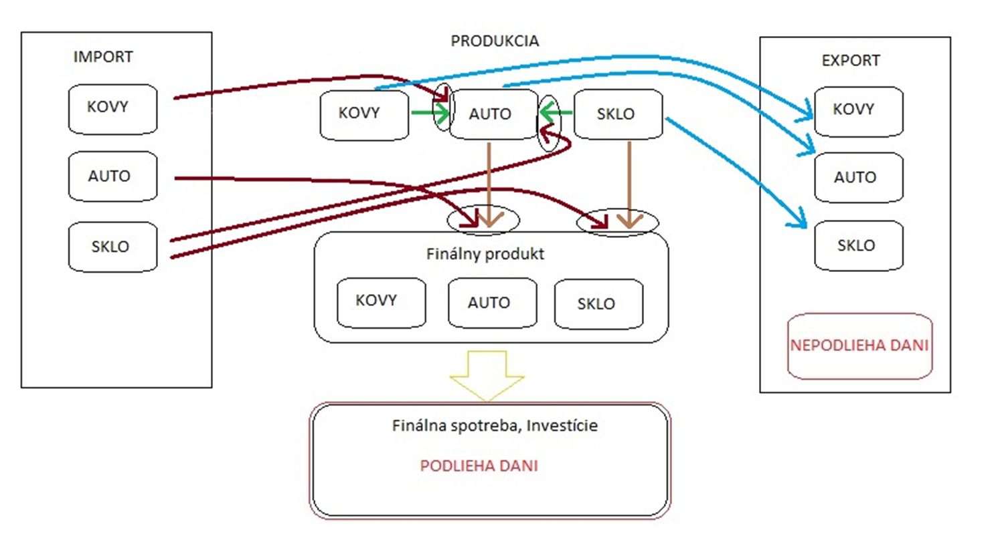 IMPORT
KOVY
AUTO
SKLO
PRODUKCIA
KOVY
AUTO
SKLO
Finálny produkt
KOVY
AUTO
SKLO
Finálna spotreba, Investície
PODLIEHA DANI
EXPORT
KOVY
AUTO
SKLO
NEPODLIEHA DANI